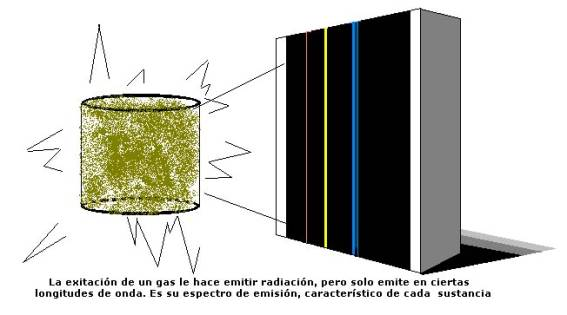 La exitación de un gas le hace emitir radiación, pero solo emite en ciertas
longitudes de onda. Es su espectro de emisión, característico de cada sustancia